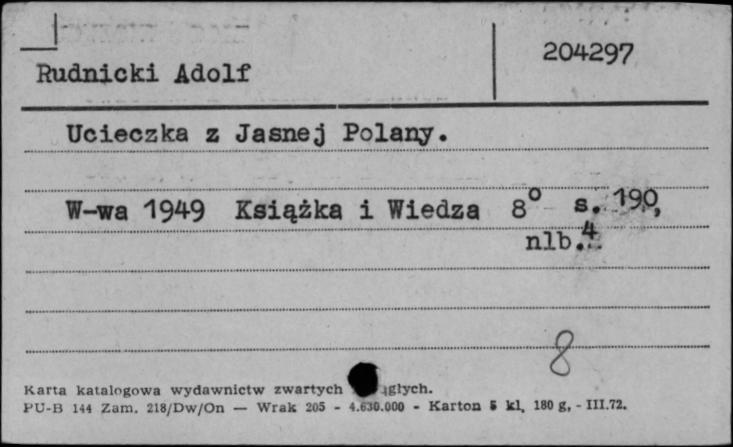 204297
Rudnicki Adolf
Ucieczka z Jasnej Polany.
W-wa 1949 Książka i Wiedza 8° s. 190,
nlb. 4
8
Karta katalogowa wydawnictw zwartych
PU-B 144 Zam. 218/Dw/On — Wrak 205 - 4.630.000 - Karton 5 kl, 180 g, - III.72.